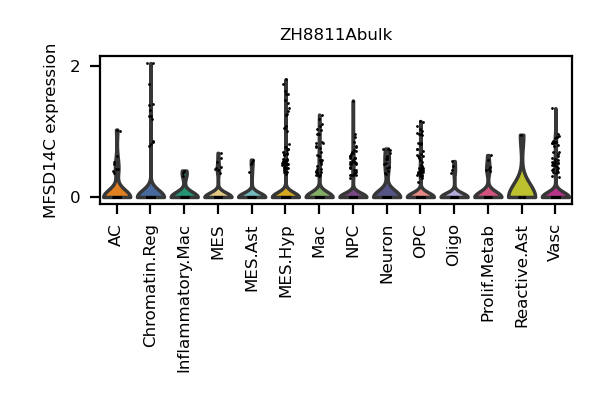 ZH8811Abulk
MFSD14C expression
2
0
AC
Chromatin.Reg
Inflammatory.Mac
MES
MES.Ast
MES.Hyp
Mac
NPC
Neuron
OPC
Oligo
Prolif.Metab
Reactive.Ast
Vasc